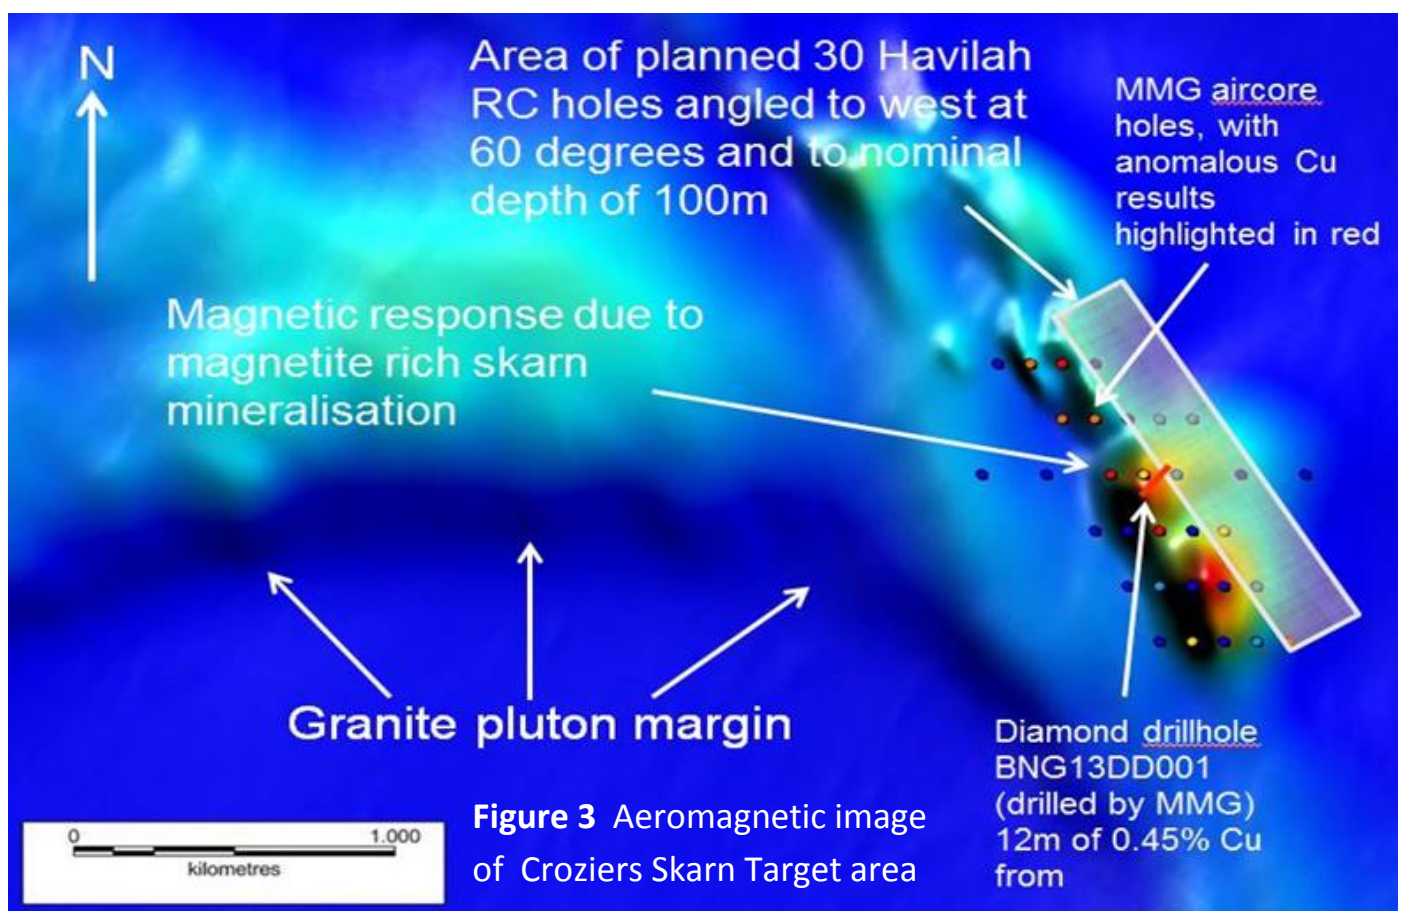 N
Area of planned 30 Havilah
RC holes angled to west at
60 degrees and to nominal
depth of 100m
MMG aircore
holes, with
anomalous Cu
results
highlighted in red
Magnetic response due to
magnetite rich skarn
mineralisation
Granite pluton margin
Diamond drillhole
BNG13DD001
(drilled by MMG)
12m of 0.45% Cu
from
0 1.000
kilometres
Figure 3 Aeromagnetic image
of Croziers Skarn Target area